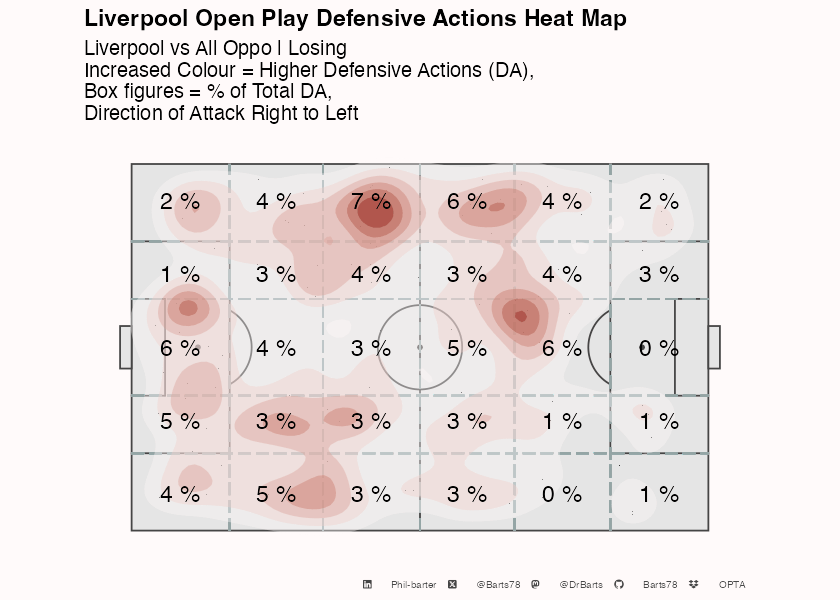 Liverpool Open Play Defensive Actions Heat Map
Liverpool vs All Oppo l Losing
Increased Colour = Higher Defensive Actions (DA),
Box figures = % of Total DA,
Direction of Attack Right to Left
2 % 4 % 7 % 6 % 4 % 2 %
1 % 3 % 4 % 3 % 4 % 3 %
6 % 4 % 3 % 5 % 6 % 0 %
5 % 3 % 3 % 3 % 1 % 1 %
4 % 5 % 3 % 3 % 0 % 1 %
Phil-barter @Barts78 @DrBarts Barts78 OPTA